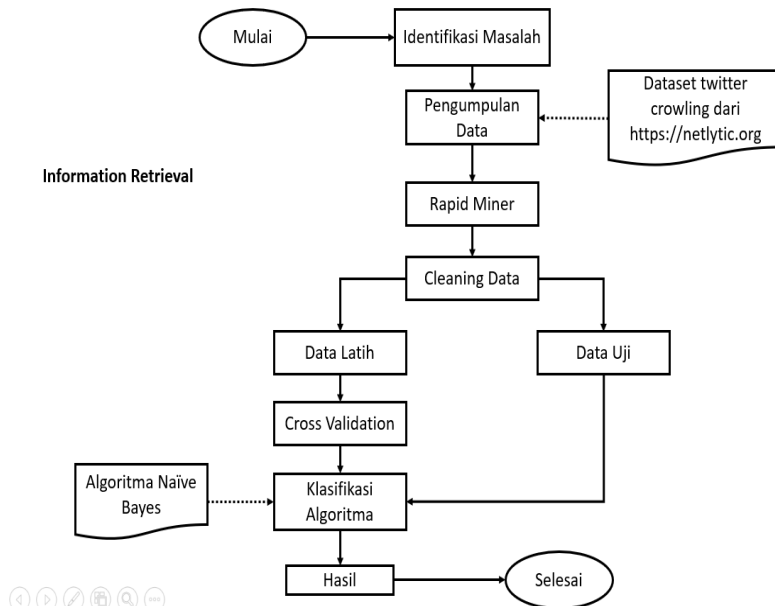 Mulai
Identifikasi Masalah
Pengumpulan
Data
Dataset twitter
crowling dari
https://netlytic.org
Information Retrieval
Rapid Miner
Cleaning Data
Data Latih
Data Uji
Cross Validation
Algoritma Naïve
Bayes
Klasifikasi
Algoritma
Hasil
Selesai